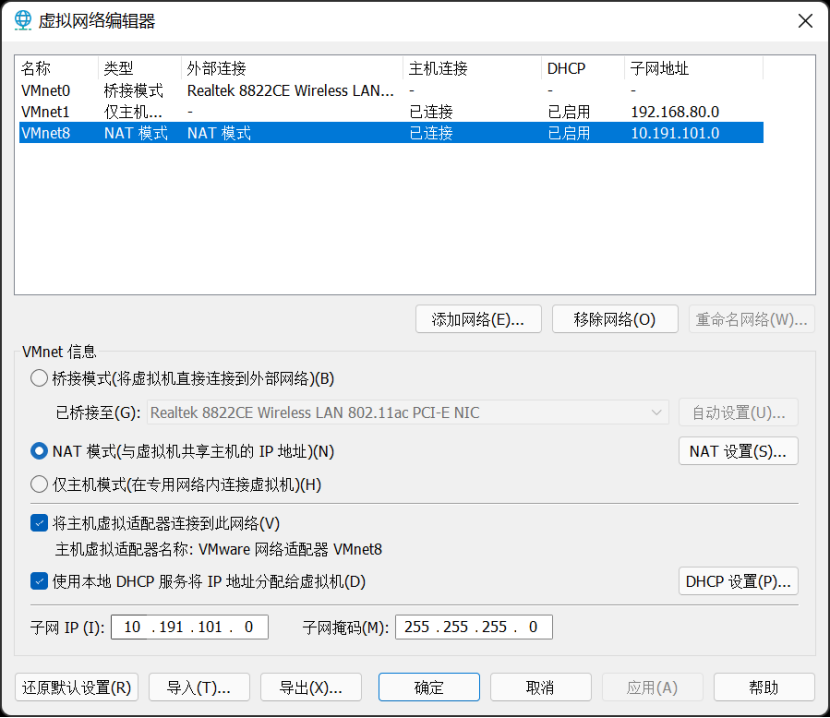 虚拟网络编辑器
名称 类型 外部连接 主机连接 DHCP 子网地址
VMnet0 桥接模式 Realtek 8822CE Wireless LAN... - - -
VMnet1 仅主机... - 已连接 已启用 192.168.80.0
VMnet8 NAT 模式 NAT 模式 已连接 已启用 10.191.101.0
添加网络(E)... 移除网络(O) 重命名网络(W)...
VMnet 信息
桥接模式(将虚拟机直接连接到外部网络)(B)
已桥接至(G): Realtek 8822CE Wireless LAN 802.11ac PCI-E NIC 自动设置(U)...
NAT 模式(与虚拟机共享主机的 IP 地址)(N) NAT 设置(S)...
仅主机模式(在专用网络内连接虚拟机)(H)
将主机虚拟适配器连接到此网络(V)
主机虚拟适配器名称: VMware 网络适配器 VMnet8
使用本地 DHCP 服务将 IP 地址分配给虚拟机(D) DHCP 设置(P)...
子网 IP (I): 10 . 191 . 101 . 0 子网掩码(M): 255 . 255 . 255 . 0
还原默认设置(R) 导入(T)... 导出(X)... 确定 取消 应用(A) 帮助